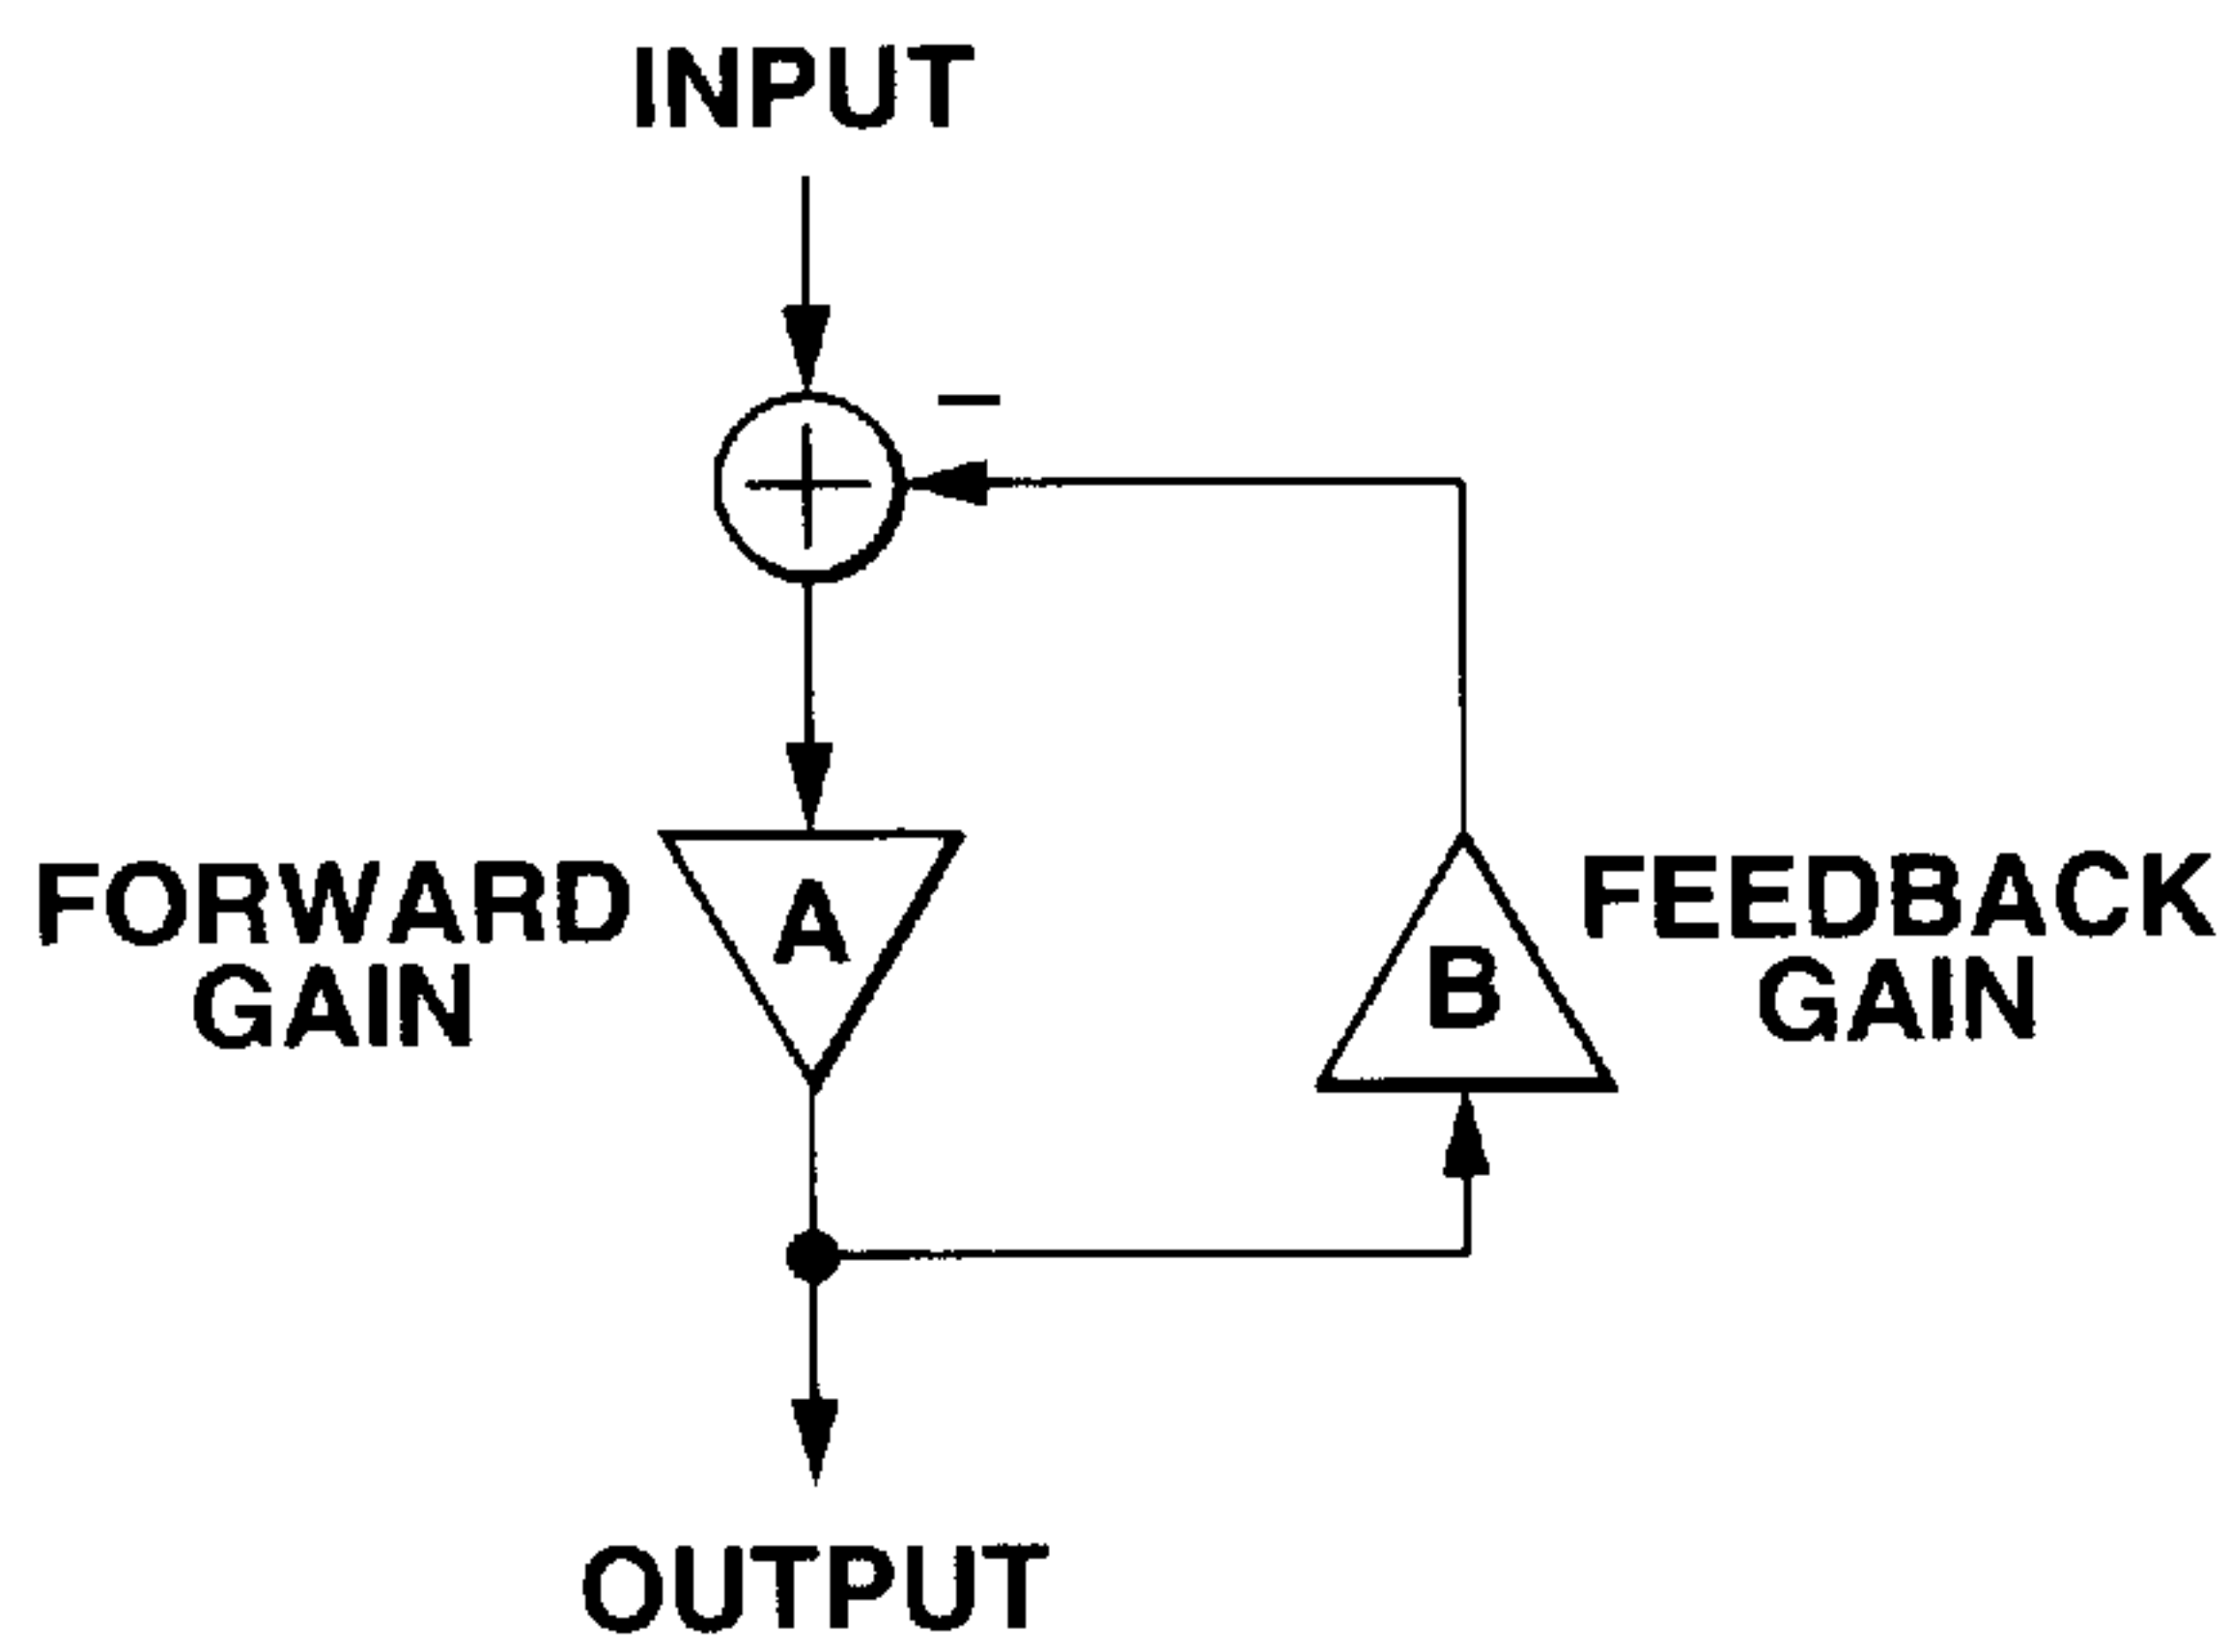 INPUT
−
+
FORWARD
GAIN
A
B
FEEDBACK
GAIN
OUTPUT